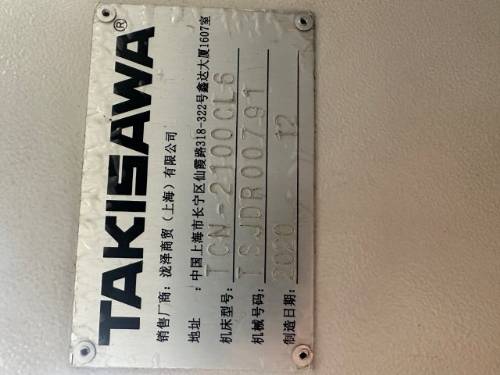 TAKISAWA®
销售厂商：泷泽商贸（上海）有限公司
地址：中国上海市长宁区仙霞路318-322号鑫达大厦1607室
机床型号：TCN-2100CL6
机械号码：TSJDR00791
制造日期：2020 12